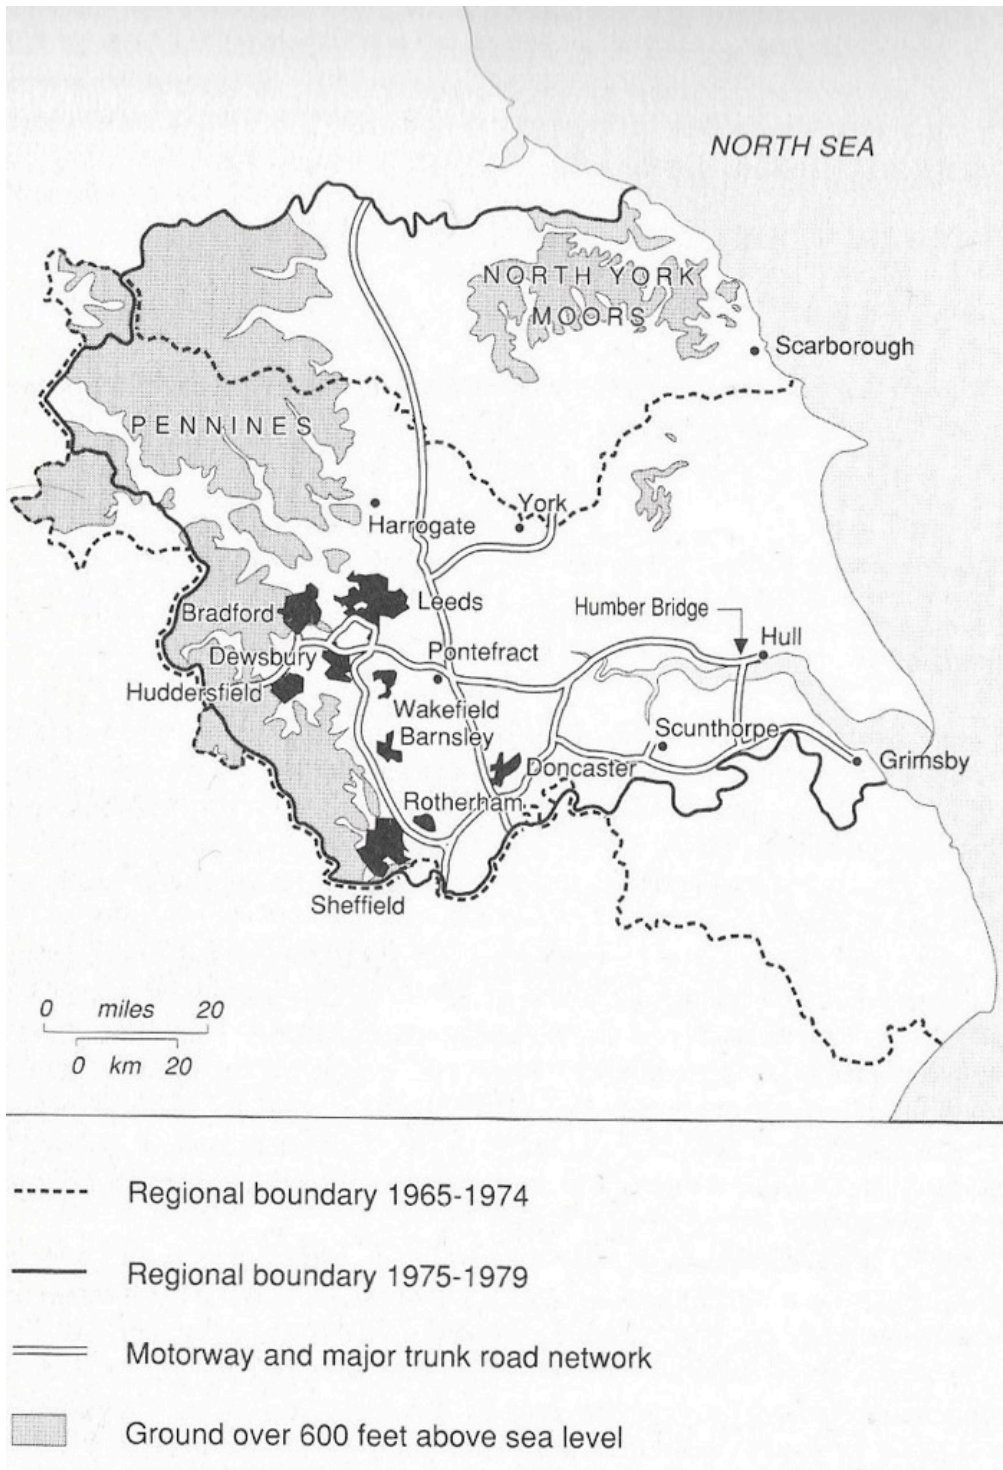 NORTH SEA
NORTH YORK
MOORS
Scarborough
PENNINES
York
Harrogate
Bradford
Leeds
Humber Bridge
Hull
Dewsbury
Pontefract
Huddersfield
Wakefield
Scunthorpe
Barnsley
Grimsby
Doncaster
Rotherham
Sheffield
0 miles 20
0 km 20
Regional boundary 1965-1974
Regional boundary 1975-1979
Motorway and major trunk road network
Ground over 600 feet above sea level